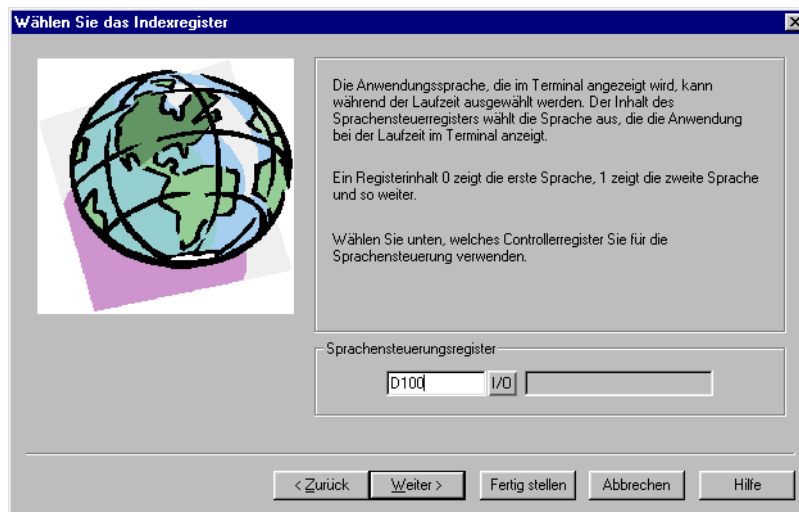 Wählen Sie das Indexregister
Die Anwendungssprache, die im Terminal angezeigt wird, kann
während der Laufzeit ausgewählt werden. Der Inhalt des
Sprachensteuerregisters wählt die Sprache aus, die die Anwendung
bei der Laufzeit im Terminal anzeigt.
Ein Registerinhalt 0 zeigt die erste Sprache, 1 zeigt die zweite Sprache
und so weiter.
Wählen Sie unten, welches Controllerregister Sie für die
Sprachensteuerung verwenden.
Sprachensteuerungsregister
D100 I/O
< Zurück Weiter > Fertig stellen Abbrechen Hilfe